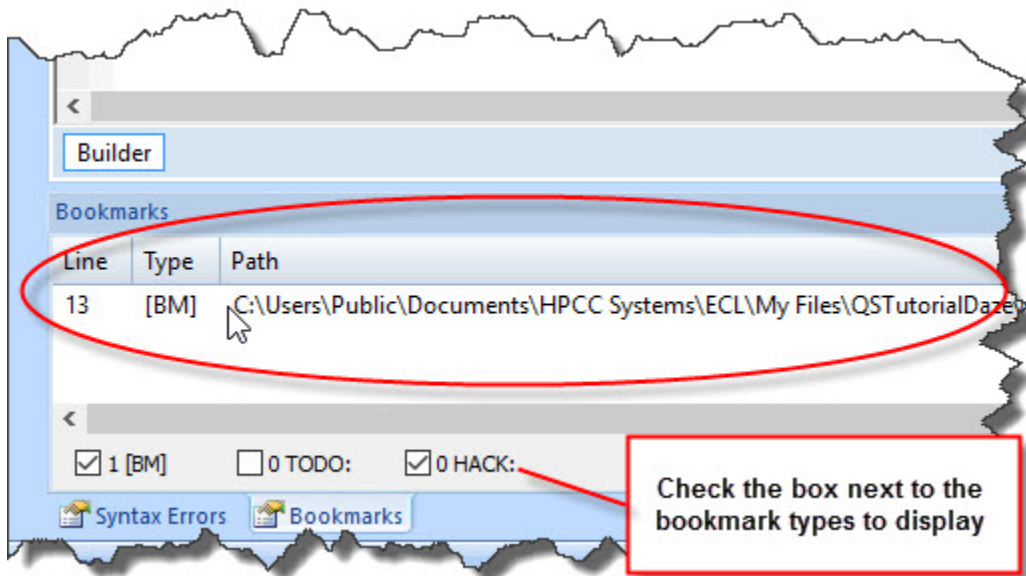 Builder
Bookmarks
Line Type Path
13 [BM] C:\Users\Public\Documents\HPCC Systems\ECL\My Files\QSTutorialDaze
1 [BM] 0 TODO: 0 HACK:
Check the box next to the
bookmark types to display
Syntax Errors Bookmarks